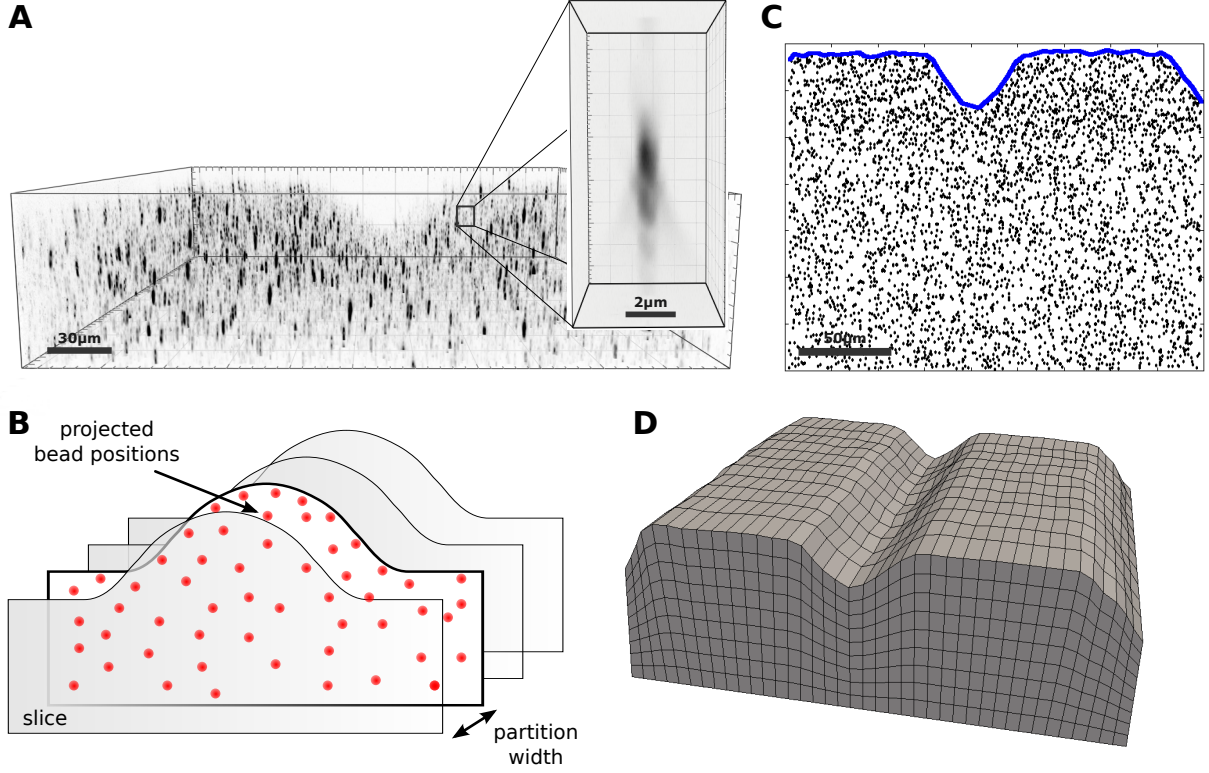 A
30μm
2μm
B
projected
bead positions
slice
partition
width
C
50μm
D